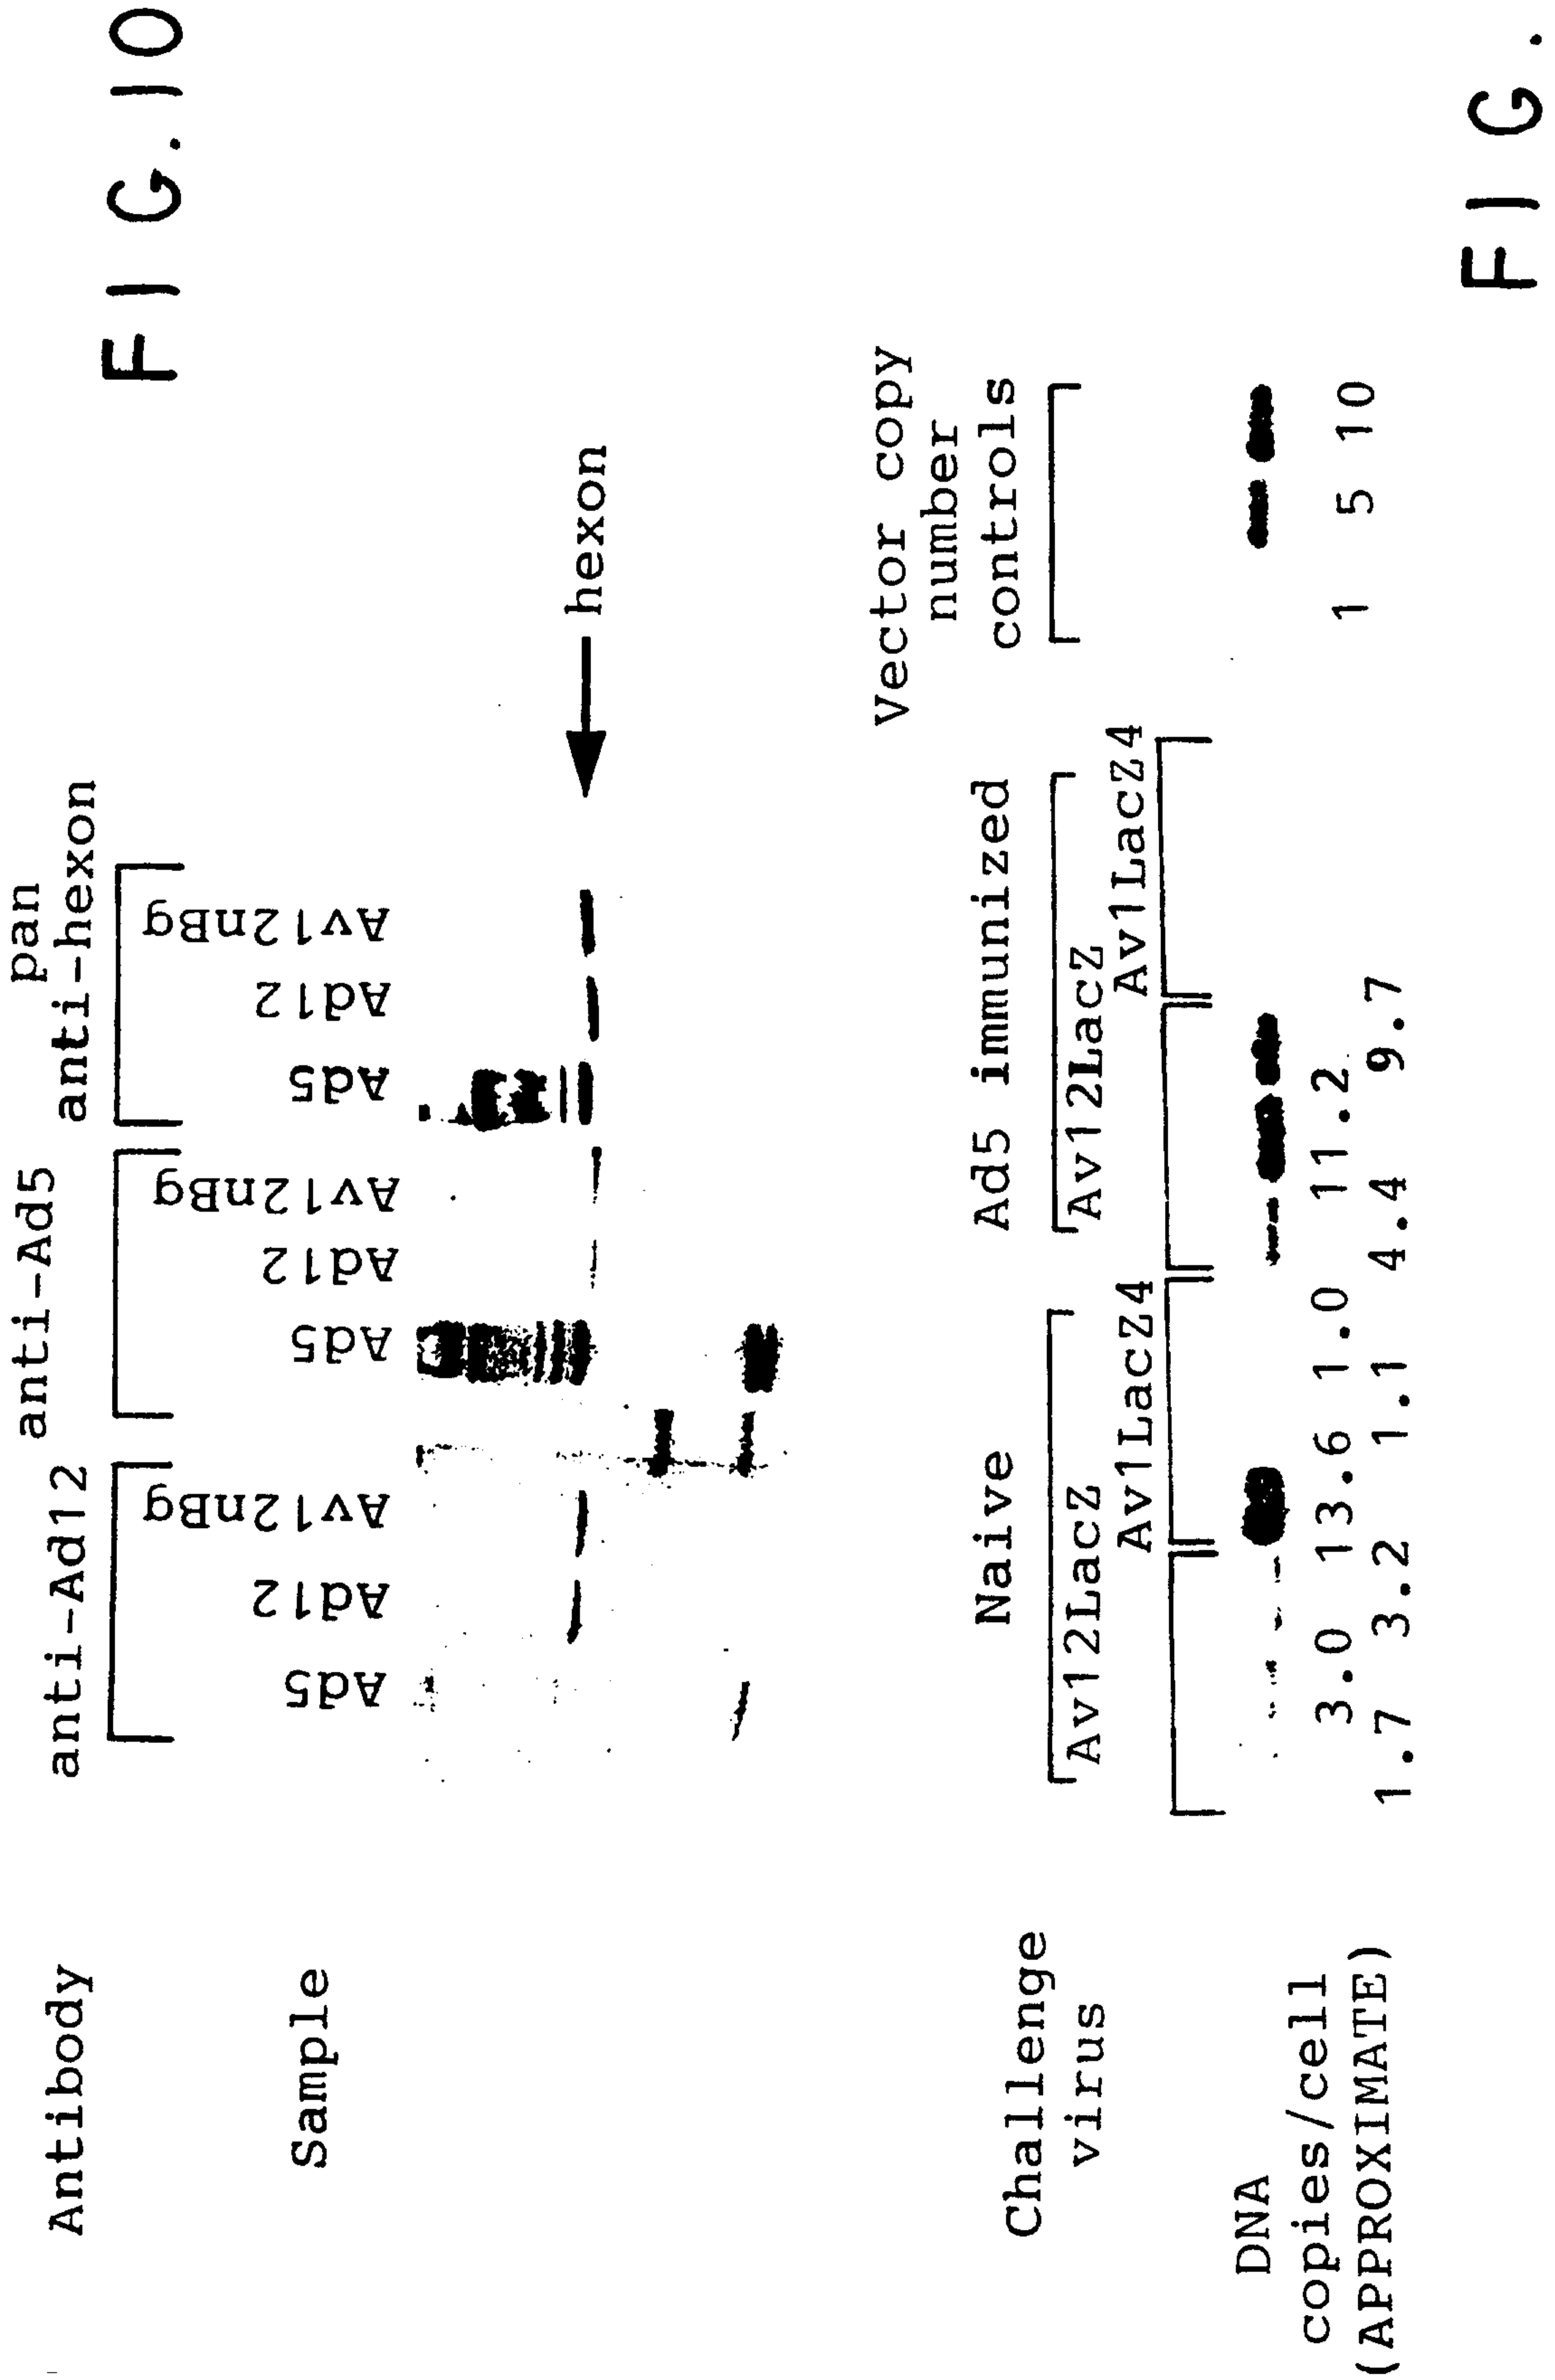 FIG.10
Antibody
anti-Ad12
anti-Ad5
pan
anti-hexon
Sample
Ad5
Ad12
Av12nBg
Ad5
Ad12
Av12nBg
Ad5
Ad12
Av12nBg
hexon
Challenge
virus
Naive
Ad5 immunized
Vector copy
number
controls
Av12LacZ
Av1LacZ4
Av12LacZ
Av1LacZ4
DNA
copies/cell
(APPROXIMATE)
3.0 13.6 1.0 11.2
1.7 3.2 1.1 4.4 9.7
1 5 10
FIG.